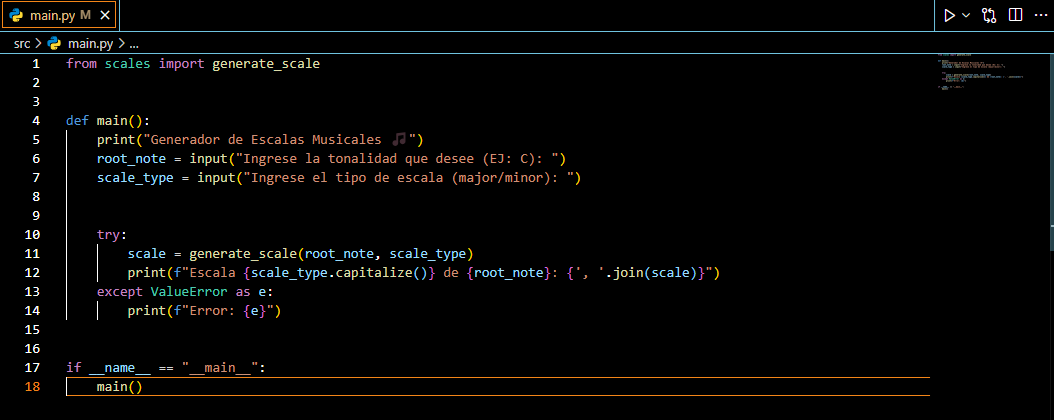 main.py M
src > main.py > ...
1 from scales import generate_scale
2
3
4 def main():
5     print("Generador de Escalas Musicales 🎵")
6     root_note = input("Ingrese la tonalidad que desee (EJ: C): ")
7     scale_type = input("Ingrese el tipo de escala (major/minor): ")
8
9
10     try:
11         scale = generate_scale(root_note, scale_type)
12         print(f"Escala {scale_type.capitalize()} de {root_note}: {', '.join(scale)}")
13     except ValueError as e:
14         print(f"Error: {e}")
15
16
17 if __name__ == "__main__":
18     main()